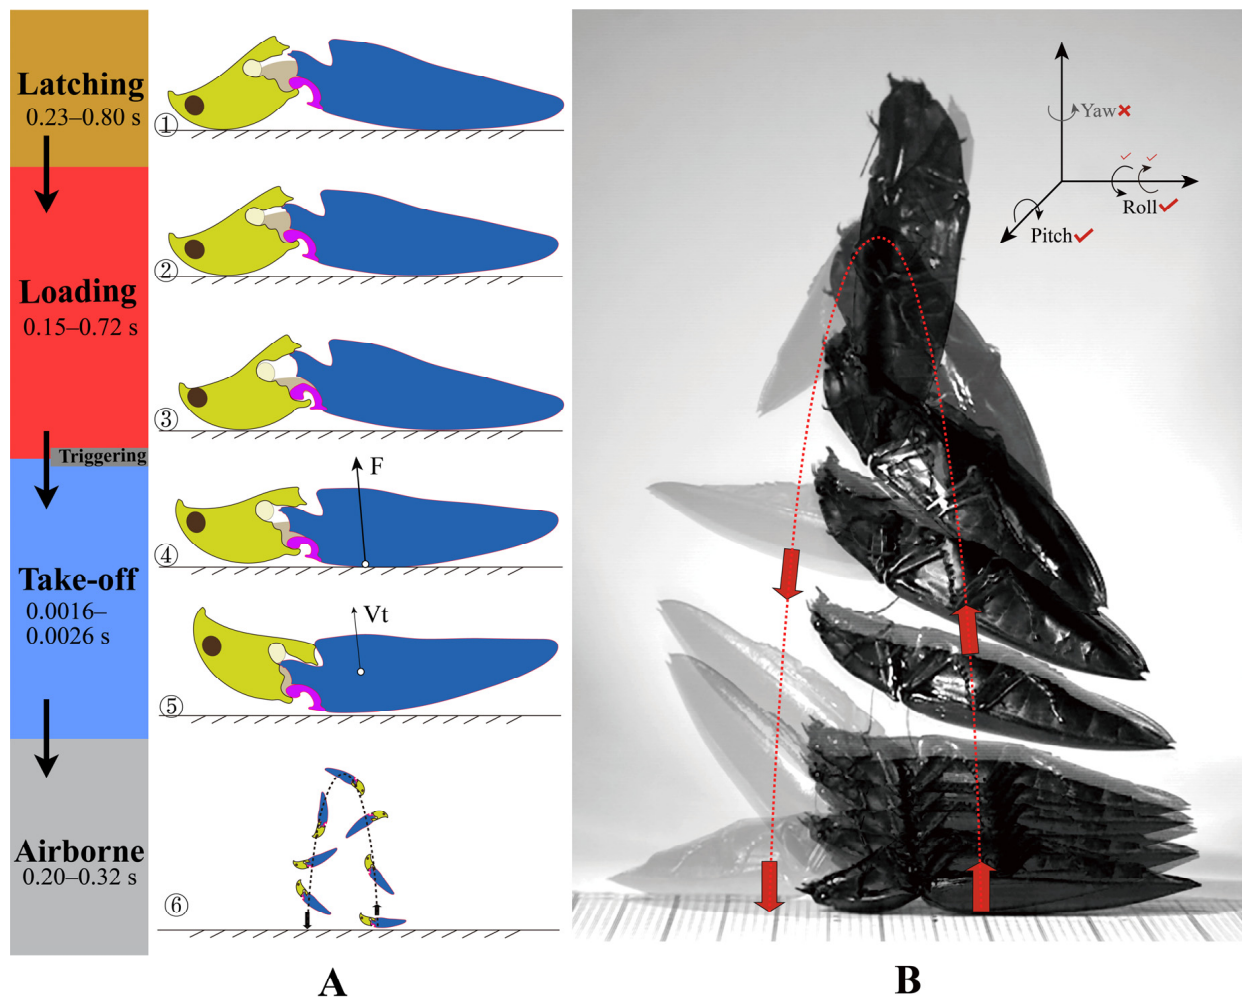 Latching
0.23–0.80 s
①
②
Loading
0.15–0.72 s
③
Triggering
F
④
Take-off
0.0016–
0.0026 s
Vt
⑤
Airborne
0.20–0.32 s
⑥
A
Yaw
Roll
Pitch
B